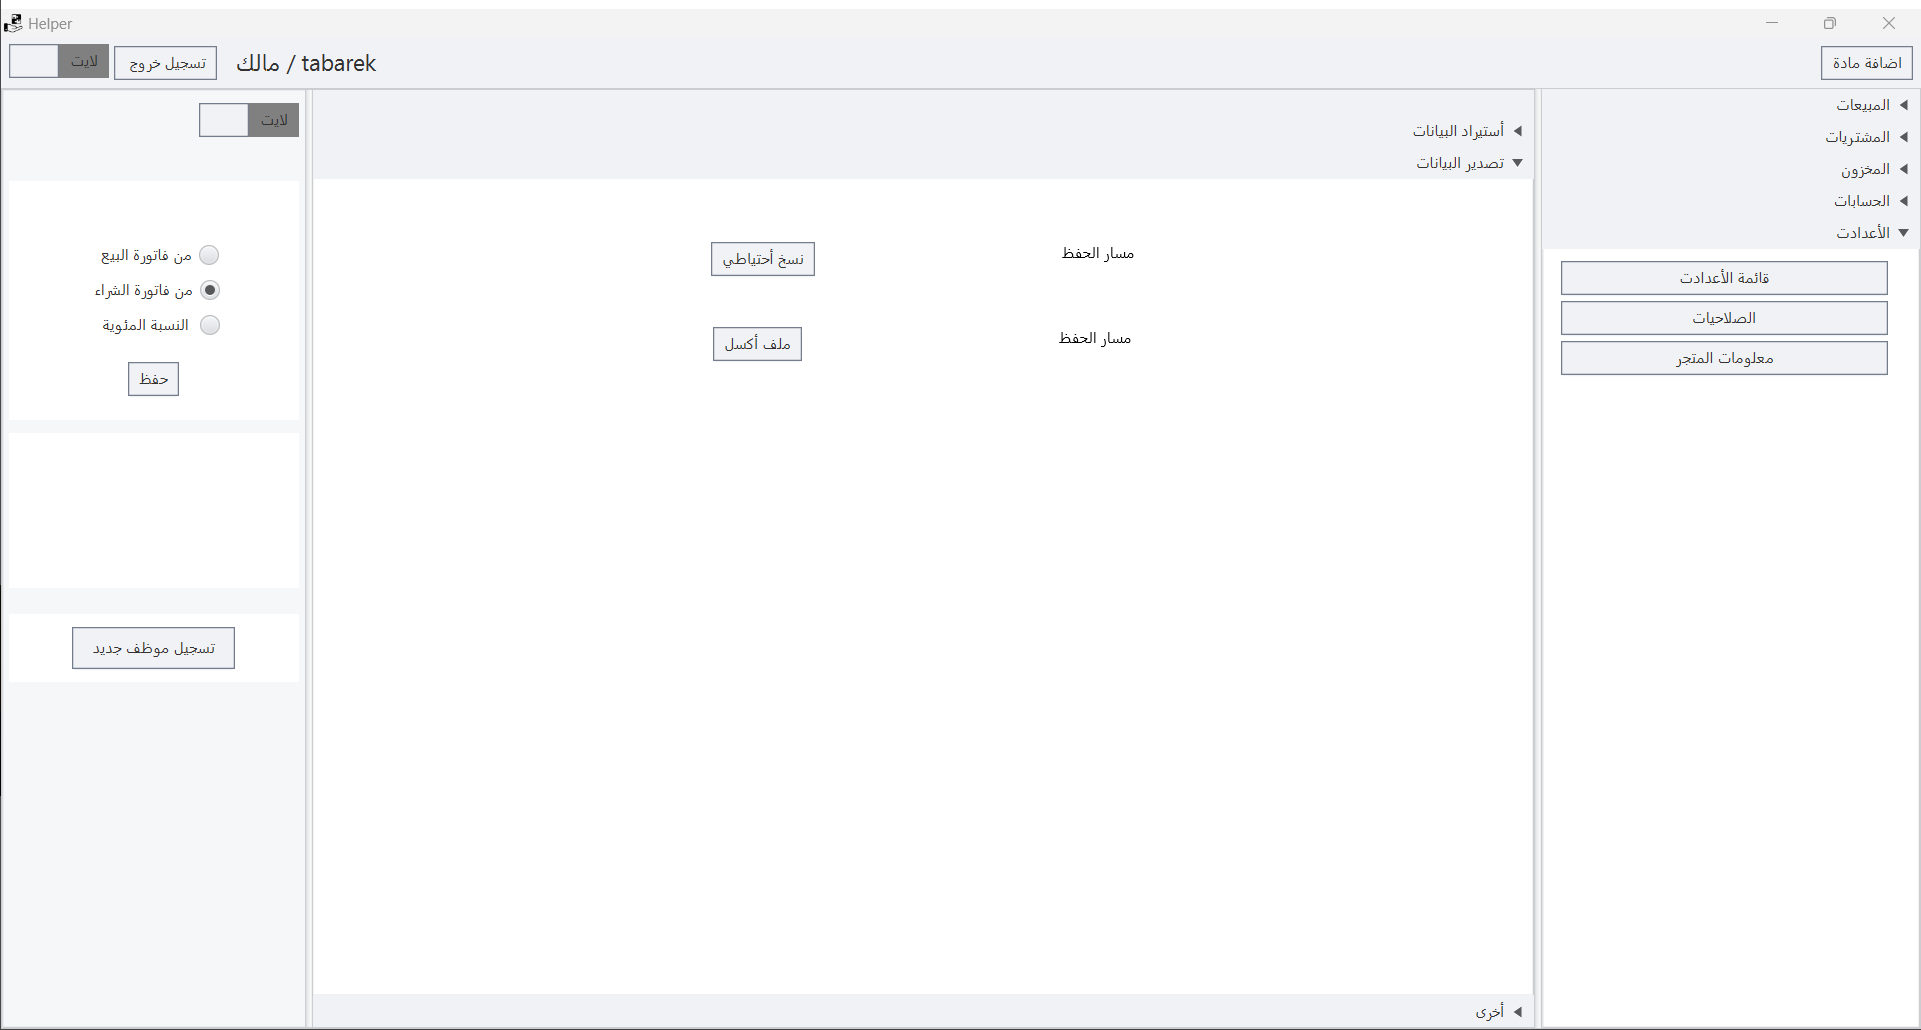 Helper
اضافة مادة
tabarek / مالك
تسجيل خروج
لايت
المبيعات
المشتريات
المخزون
الحسابات
الأعدادت
قائمة الأعدادت
الصلاحيات
معلومات المتجر
أستيراد البيانات
تصدير البيانات
مسار الحفظ
نسخ أحتياطي
مسار الحفظ
ملف أكسل
أخرى
لايت
من فاتورة البيع
من فاتورة الشراء
النسبة المئوية
حفظ
تسجيل موظف جديد